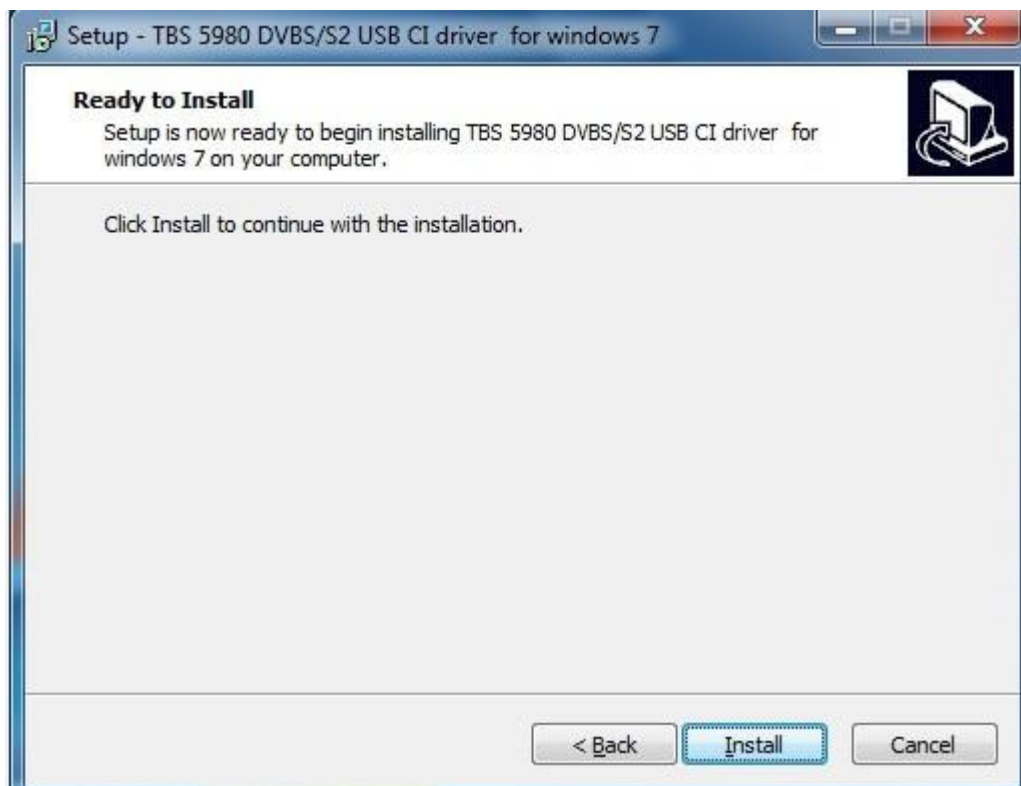 Setup - TBS 5980 DVBS/S2 USB CI driver  for windows 7
Ready to Install
Setup is now ready to begin installing TBS 5980 DVBS/S2 USB CI driver  for
windows 7 on your computer.
Click Install to continue with the installation.
< Back Install Cancel